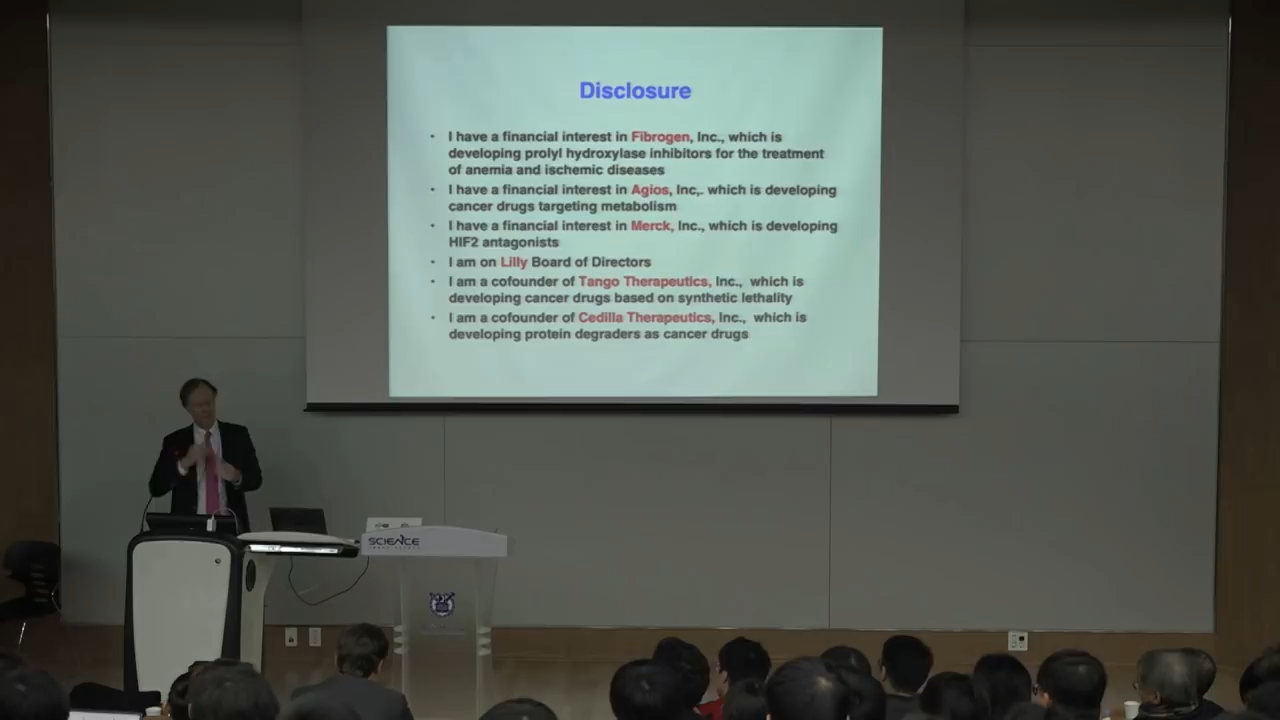 Disclosure
• I have a financial interest in Fibrogen, Inc., which is
developing prolyl hydroxylase inhibitors for the treatment
of anemia and ischemic diseases
• I have a financial interest in Agios, Inc,. which is developing
cancer drugs targeting metabolism
• I have a financial interest in Merck, Inc., which is developing
HIF2 antagonists
• I am on Lilly Board of Directors
• I am a cofounder of Tango Therapeutics, Inc., which is
developing cancer drugs based on synthetic lethality
• I am a cofounder of Cedilla Therapeutics, Inc., which is
developing protein degraders as cancer drugs
SCIENCE